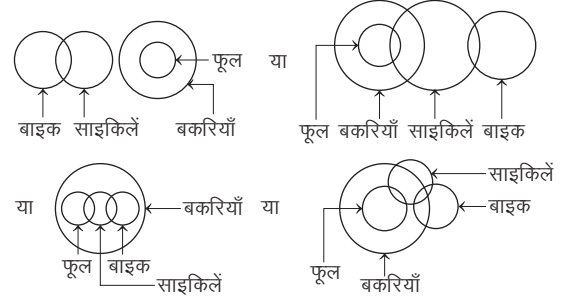 फूल
बाइक साइकिलें बकरियाँ
या
फूल बकरियाँ साइकिलें बाइक
या
बकरियाँ
फूल बाइक
साइकिलें
या
साइकिलें
बाइक
फूल
बकरियाँ